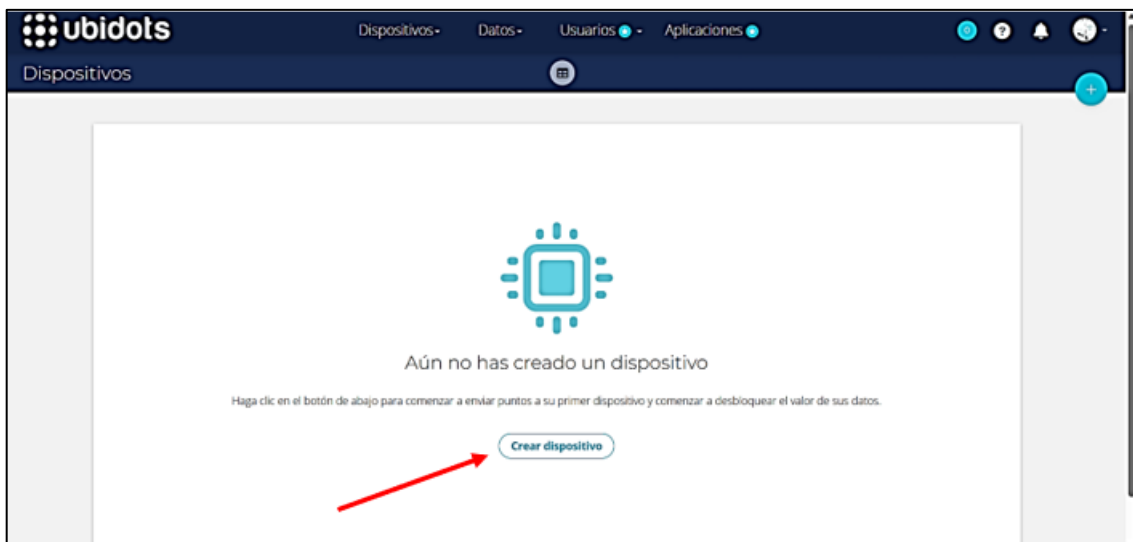 ubidots
Dispositivos Datos Usuarios Aplicaciones
Dispositivos
Aún no has creado un dispositivo
Haga clic en el botón de abajo para comenzar a enviar puntos a su primer dispositivo y comenzar a desbloquear el valor de sus datos.
Crear dispositivo